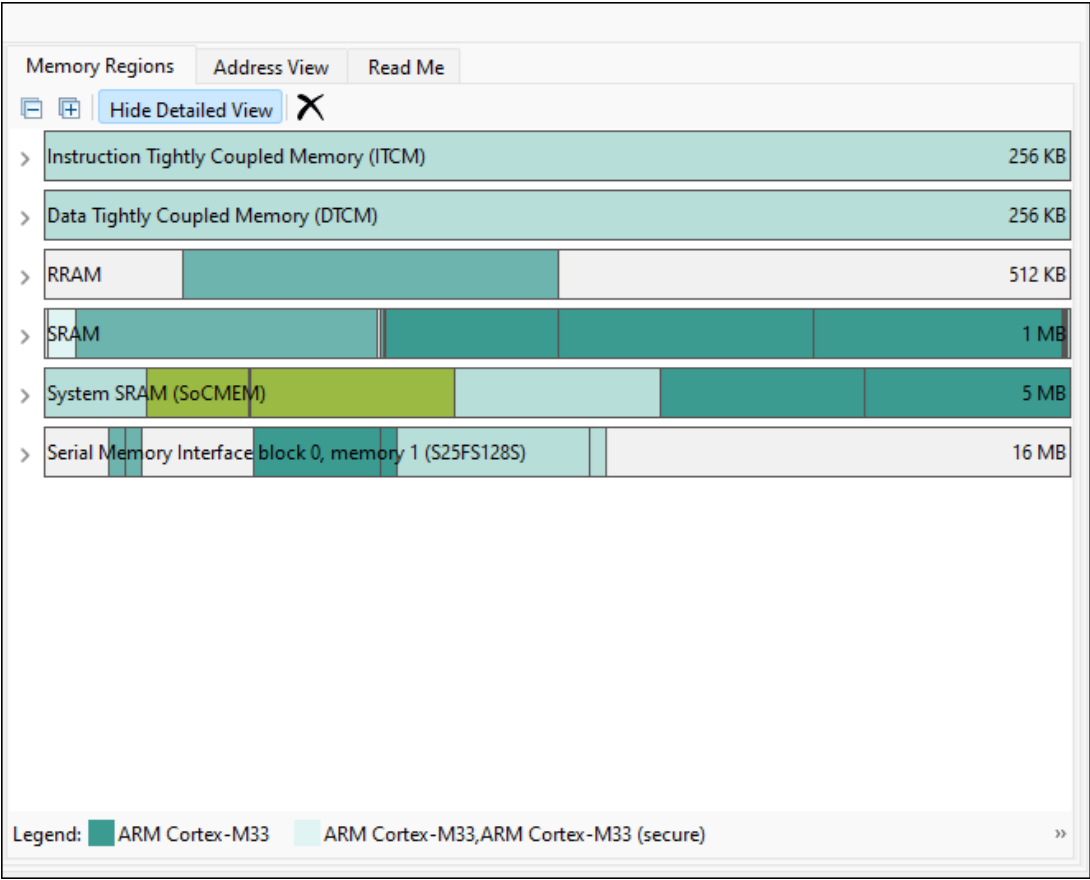 Memory Regions Address View Read Me
Hide Detailed View
Instruction Tightly Coupled Memory (ITCM) 256 KB
Data Tightly Coupled Memory (DTCM) 256 KB
RRAM 512 KB
SRAM 1 MB
System SRAM (SoCMEM) 5 MB
Serial Memory Interface block 0, memory 1 (S25FS128S) 16 MB
Legend: ARM Cortex-M33 ARM Cortex-M33,ARM Cortex-M33 (secure) »